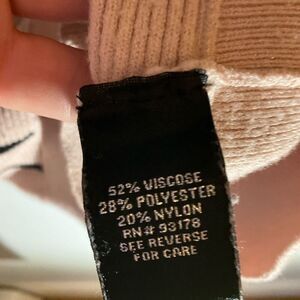 52% VISCOSE
28% POLYESTER
20% NYLON
RN# 93178
SEE REVERSE
FOR CARE